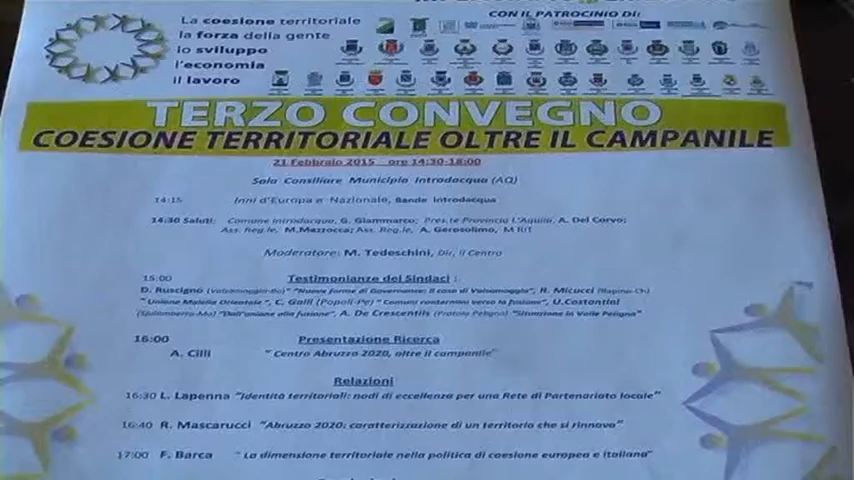 CON IL PATROCINIO DI:
La coesione territoriale
la forza della gente
lo sviluppo
l'economia
il lavoro
TERZO CONVEGNO
COESIONE TERRITORIALE OLTRE IL CAMPANILE
21 Febbraio 2015 ore 14:30-18:00
Sala Consiliare Municipio Introdacqua (AQ)
14:15 Inni d'Europa e Nazionale, Banda Introdacqua
14:30 Saluti: Comune Introdacqua, G. Giammarco; Pres.te Provincia L'Aquila, A. Del Corvo;
Ass. Reg.le, M.Mazzocca; Ass. Reg.le, A. Gerosolimo, M
Moderatore: M. Tedeschini, Dir, il Centro
15:00 Testimonianze dei Sindaci :
D. Ruscigno (Valsamoggia-Bo)" "Nuove forme di Governance: il caso di Valsamoggia", R. Micucci (Rapino-Ch)
"Unione Maiella Orientale", C. Galli (Popoli-Pe) "Comuni contermini verso la fusione", U.Costantini
(Spilamberto-Mo) "Dall'unione alla fusione", A. De Crescentiis (Pratola Peligna) "Situazione in Valle Peligna"
16:00 Presentazione Ricerca
A. Cilli "Centro Abruzzo 2020, oltre il campanile"
Relazioni
16:30 L. Lapenna "Identità territoriali: nodi di eccellenza per una Rete di Partenariato locale"
16:40 R. Mascarucci "Abruzzo 2020: caratterizzazione di un territorio che si rinnova"
17:00 F. Barca "La dimensione territoriale nella politica di coesione europea e italiana"